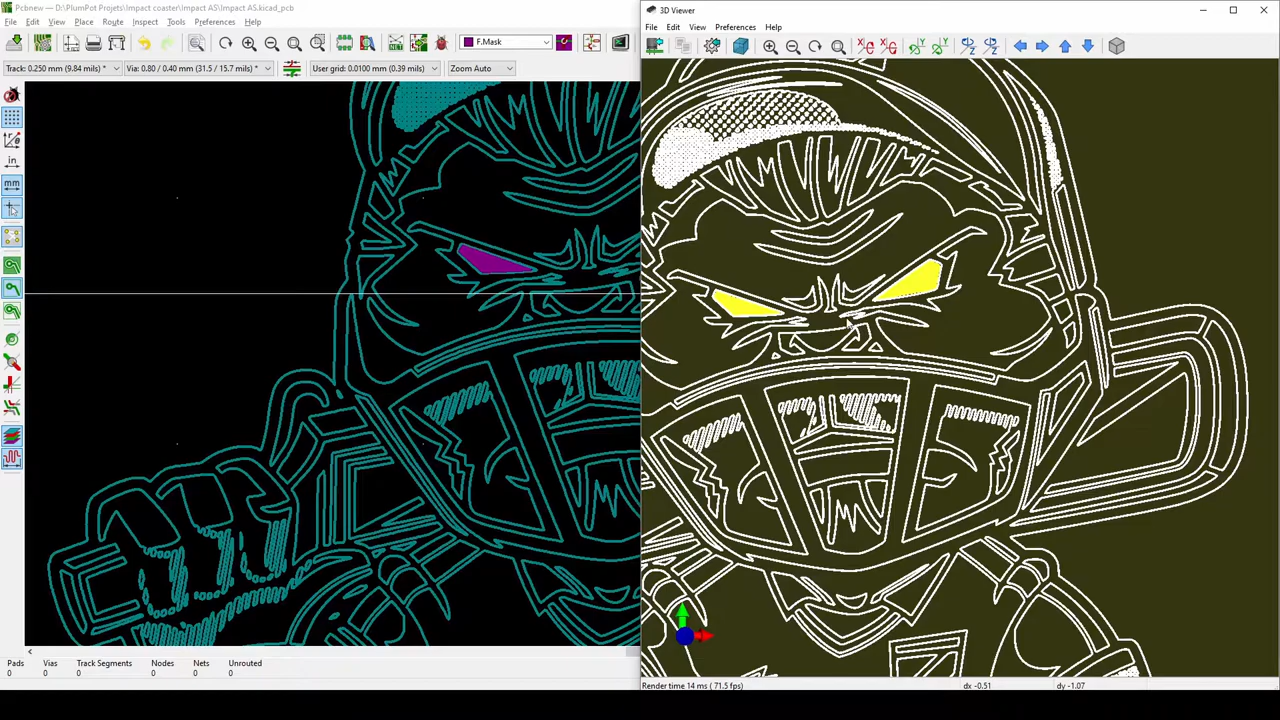 Pcbnew — D:\PlumPot Projets\Impact coaster\Impact AS\Impact AS.kicad_pcb
File Edit View Place Route Inspect Tools Preferences Help
F.Mask
Track: 0.250 mm (9.84 mils) *
Via: 0.80 / 0.40 mm (31.5 / 15.7 mils) *
User grid: 0.0100 mm (0.39 mils)
Zoom Auto
in
mm
Pads Vias Track Segments Nodes Nets Unrouted
0 0 0 0 0 0
3D Viewer
File Edit View Preferences Help
Render time 14 ms ( 71.5 fps)
dx -0.51
dy -1.07